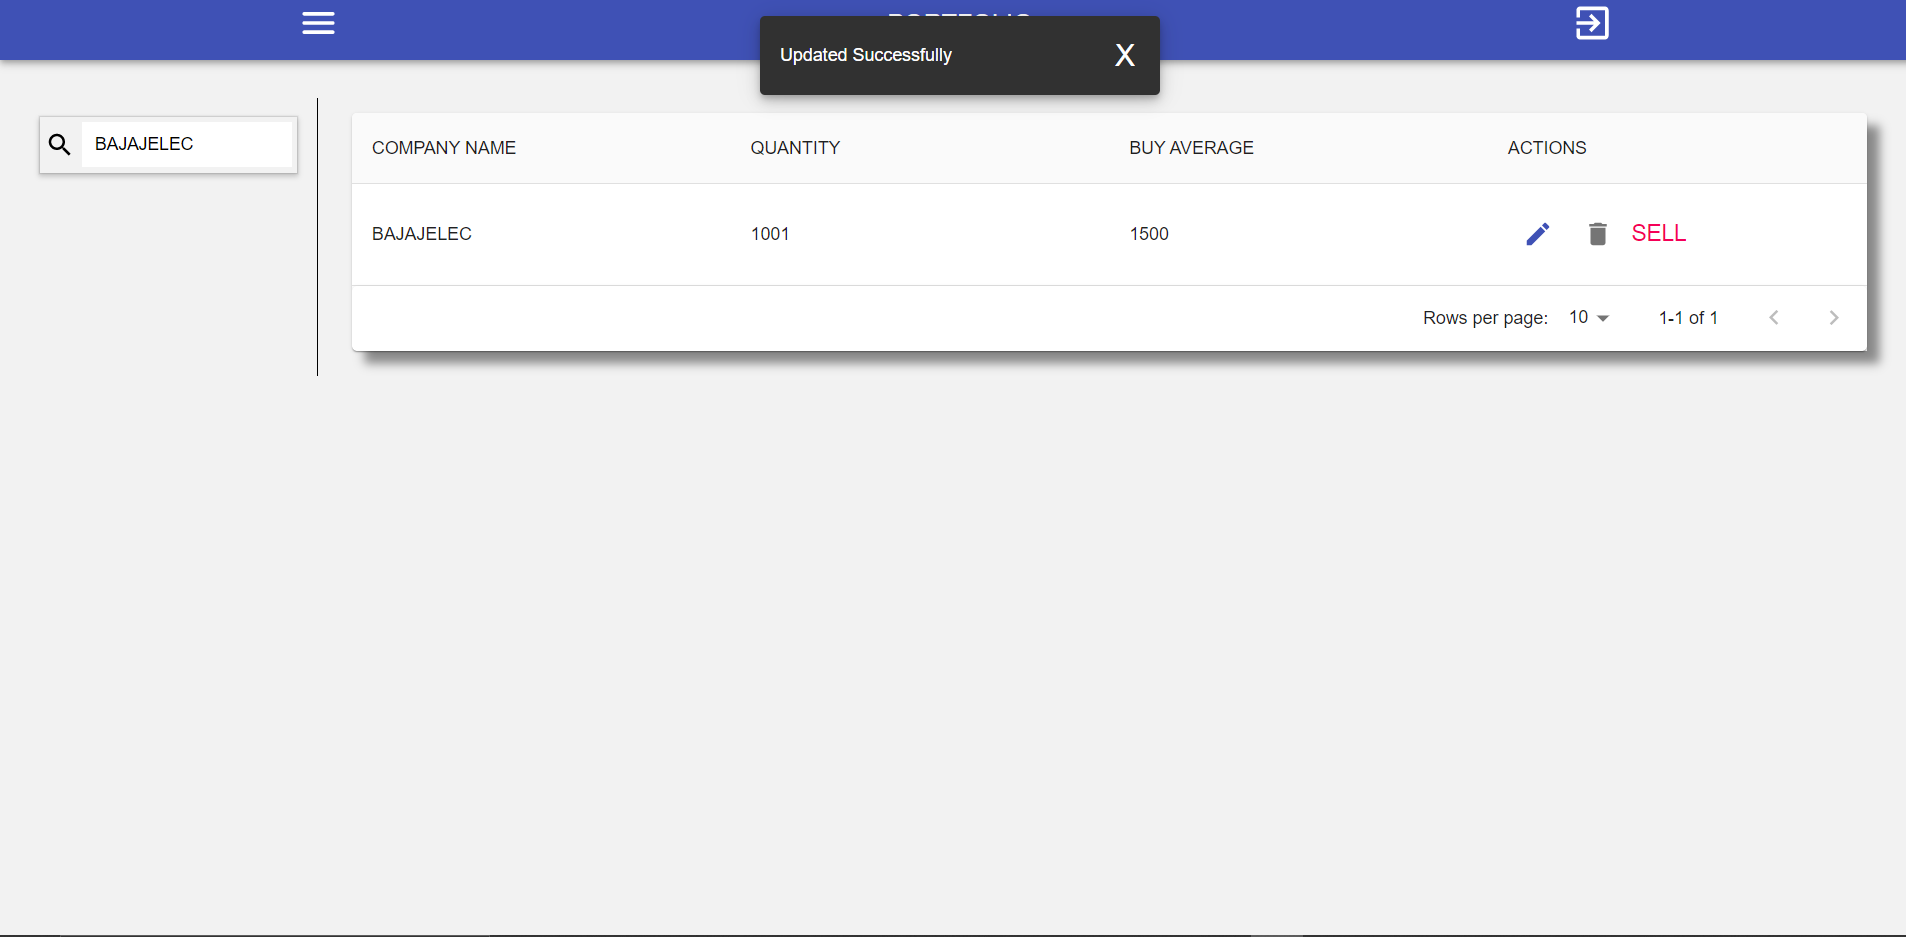 Updated Successfully X
BAJAJELEC
COMPANY NAME QUANTITY BUY AVERAGE ACTIONS
BAJAJELEC 1001 1500 SELL
Rows per page: 10 1-1 of 1